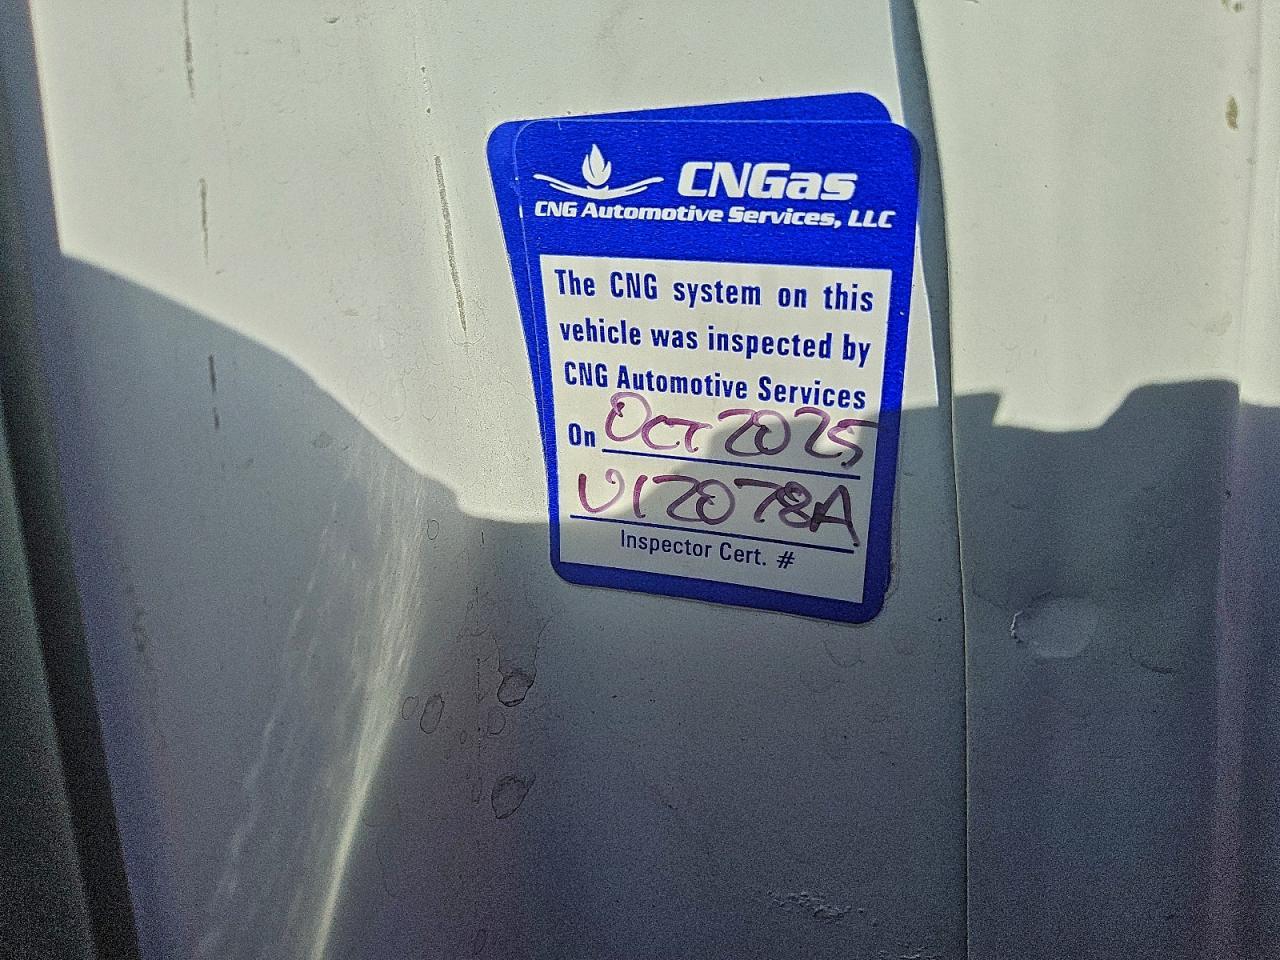 CNGas
CNG Automotive Services, LLC
The CNG system on this
vehicle was inspected by
CNG Automotive Services
On Oct 2025
V12078A
Inspector Cert. #